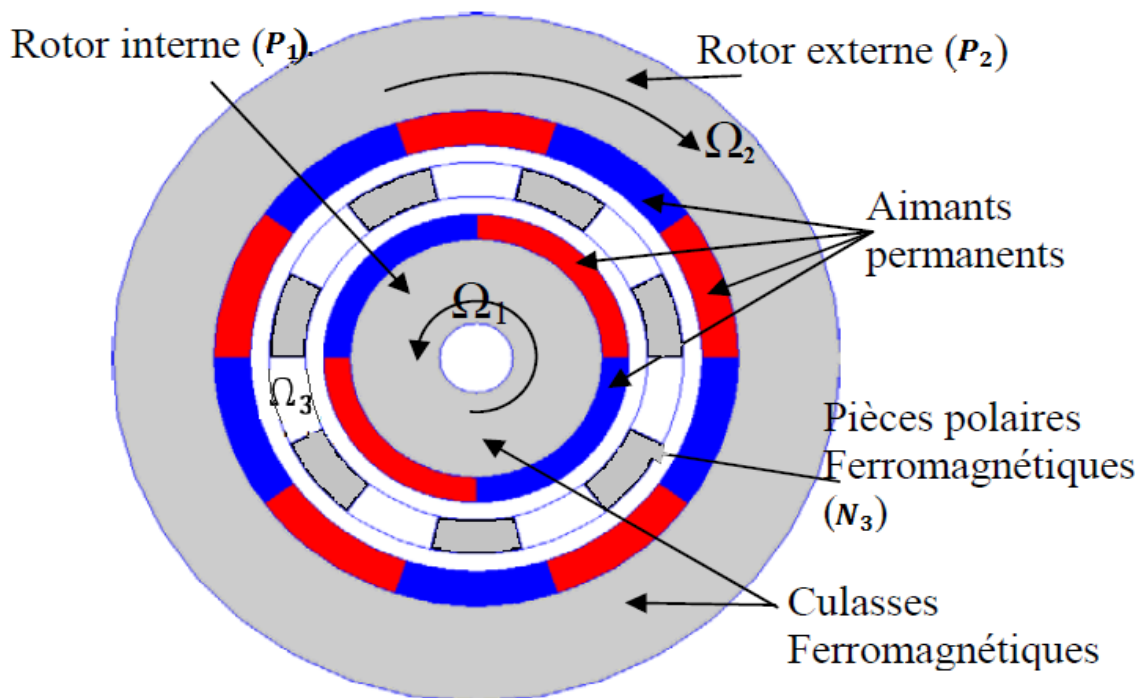 Rotor interne (P₁).
Rotor externe (P₂)
Ω₂
Aimants
permanents
Ω₁
Ω₃
Pièces polaires
Ferromagnétiques
(N₃)
Culasses
Ferromagnétiques